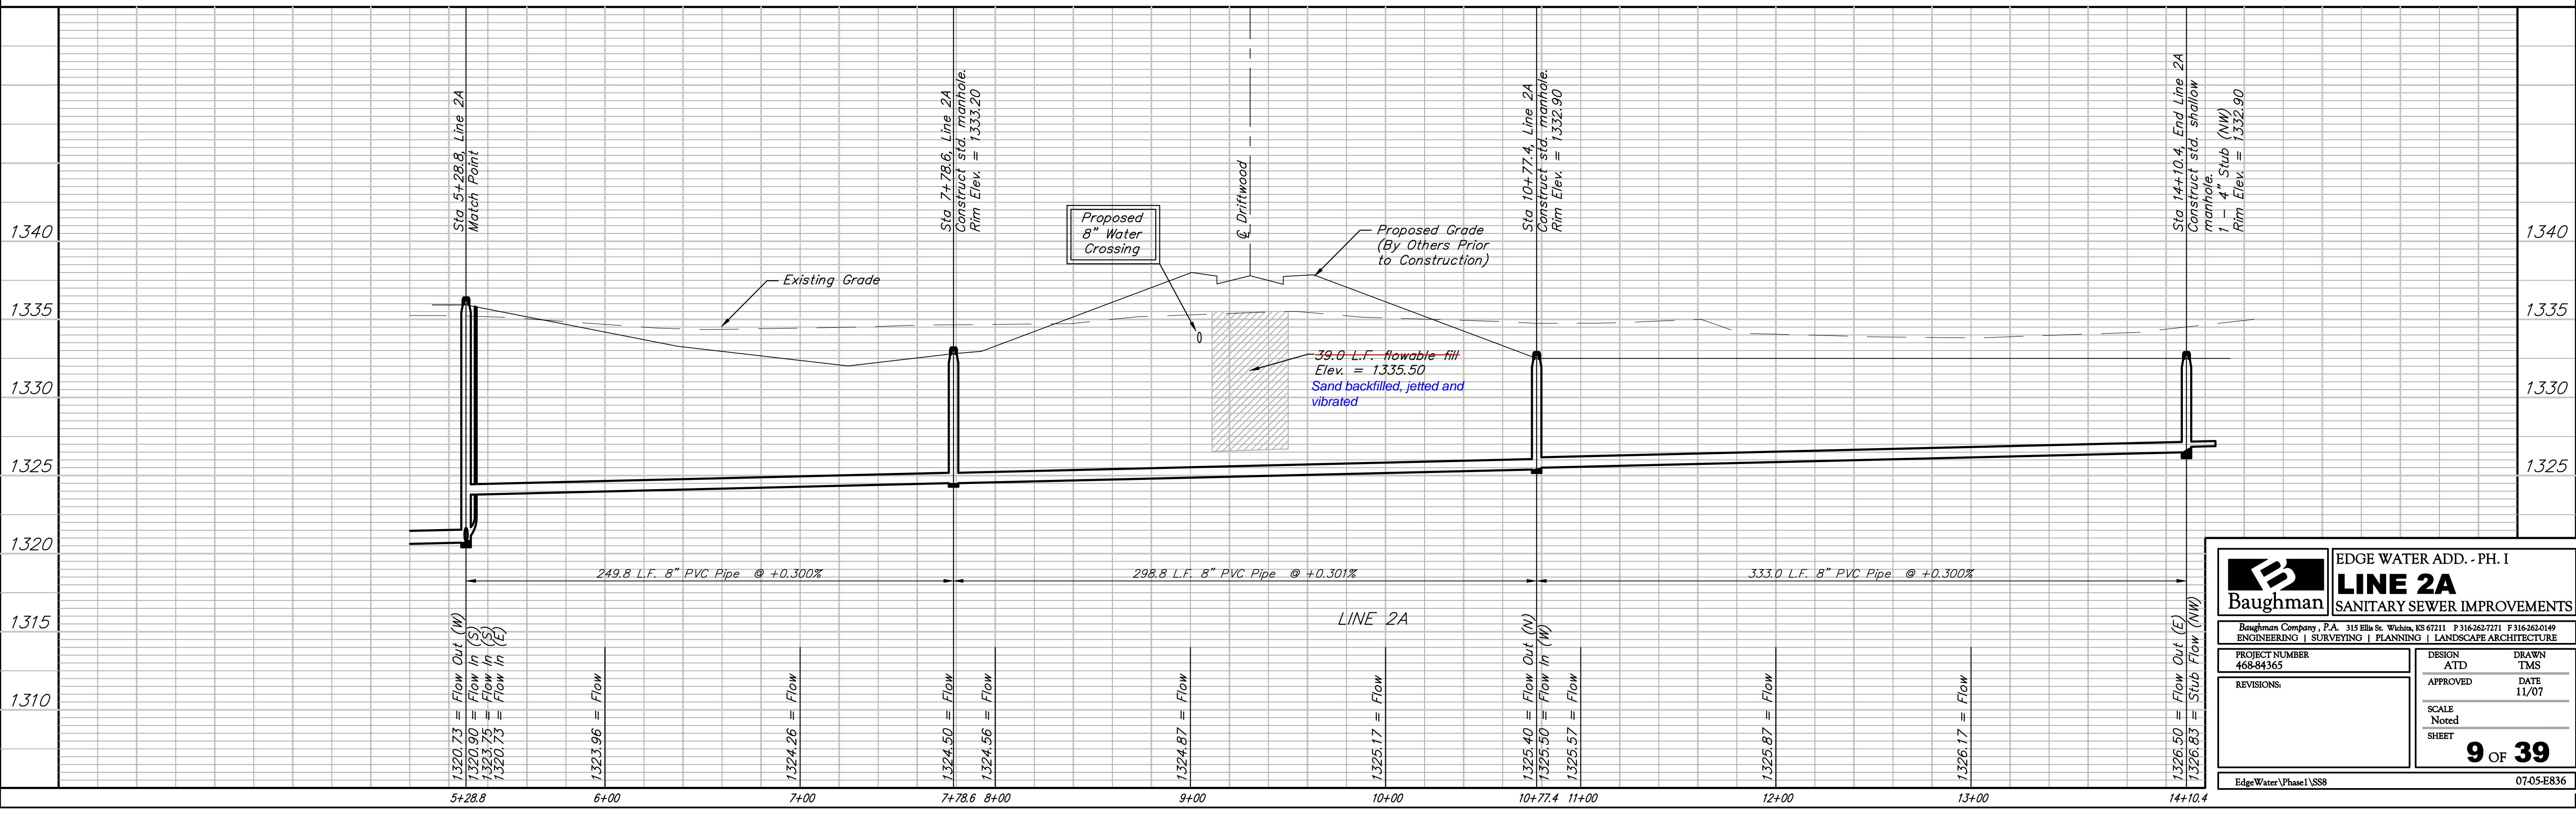 Sta 5+28.8, Line 2A
Match Point
Sta 7+78.6, Line 2A
Construct std. manhole.
Rim Elev. = 1333.20
℄ Driftwood
Sta 10+77.4, Line 2A
Construct std. manhole.
Rim Elev. = 1332.90
Sta 14+10.4, End Line 2A
Construct std. shallow
manhole.
1 - 4" Stub (NW)
Rim Elev. = 1332.90
1340
1335
1330
1325
1320
1315
1310
1340
1335
1330
1325
Existing Grade
Proposed
8" Water
Crossing
Proposed Grade
(By Others Prior
to Construction)
39.0 L.F. flowable fill
Elev. = 1335.50
Sand backfilled, jetted and
vibrated
249.8 L.F. 8" PVC Pipe @ +0.300%
298.8 L.F. 8" PVC Pipe @ +0.301%
333.0 L.F. 8" PVC Pipe @ +0.300%
LINE 2A
1320.73 = Flow Out (W)
1320.90 = Flow In (S)
1323.75 = Flow In (S)
1320.73 = Flow In (E)
1323.96 = Flow
1324.26 = Flow
1324.50 = Flow
1324.56 = Flow
1324.87 = Flow
1325.17 = Flow
1325.40 = Flow Out (N)
1325.50 = Flow In (W)
1325.57 = Flow
1325.87 = Flow
1326.17 = Flow
1326.50 = Flow Out (E)
1326.83 = Stub Flow (NW)
5+28.8
6+00
7+00
7+78.6
8+00
9+00
10+00
10+77.4
11+00
12+00
13+00
14+10.4
B
Baughman
EDGE WATER ADD. - PH. I
LINE 2A
SANITARY SEWER IMPROVEMENTS
Baughman Company, P.A. 315 Ellis St. Wichita, KS 67211 P 316-262-7271 F 316-262-0149
ENGINEERING | SURVEYING | PLANNING | LANDSCAPE ARCHITECTURE
PROJECT NUMBER
468-84365
REVISIONS:
DESIGN
ATD
DRAWN
TMS
APPROVED
DATE
11/07
SCALE
Noted
SHEET
9 OF 39
EdgeWater\Phase1\SS8
07-05-E836